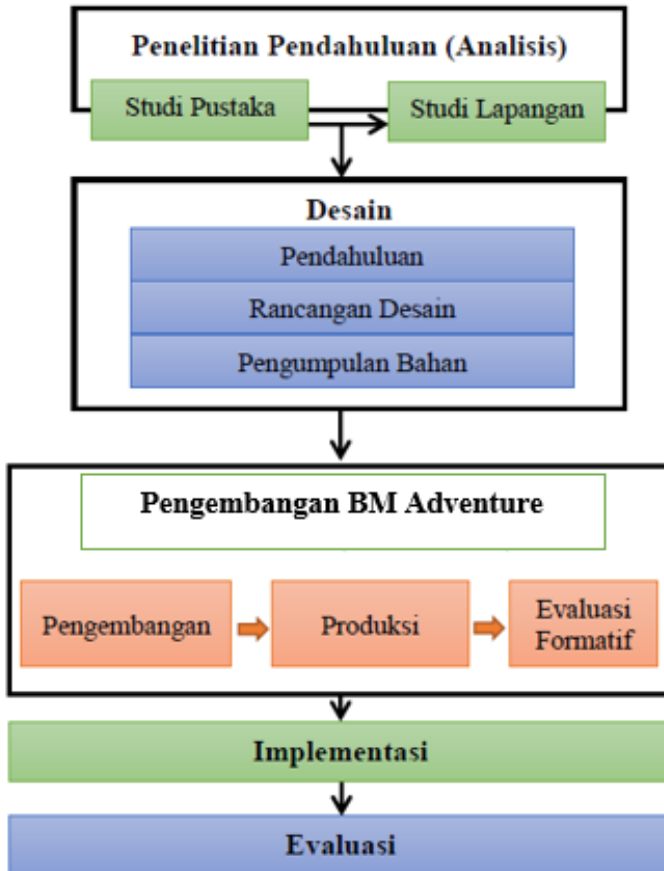 Penelitian Pendahuluan (Analisis)
Studi Pustaka
Studi Lapangan
Desain
Pendahuluan
Rancangan Desain
Pengumpulan Bahan
Pengembangan BM Adventure
Pengembangan
Produksi
Evaluasi
Formatif
Implementasi
Evaluasi